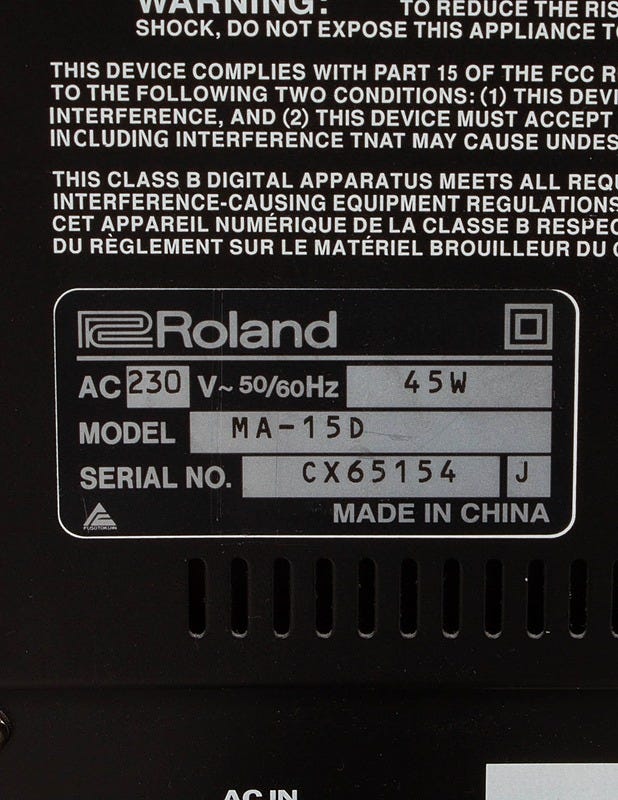 WARNING: TO REDUCE THE RIS
SHOCK, DO NOT EXPOSE THIS APPLIANCE TO
THIS DEVICE COMPLIES WITH PART 15 OF THE FCC R
TO THE FOLLOWING TWO CONDITIONS: (1) THIS DEVI
INTERFERENCE, AND (2) THIS DEVICE MUST ACCEPT
INCLUDING INTERFERENCE TNAT MAY CAUSE UNDES
THIS CLASS B DIGITAL APPARATUS MEETS ALL REQU
INTERFERENCE-CAUSING EQUIPMENT REGULATIONS
CET APPAREIL NUMÉRIQUE DE LA CLASSE B RESPEC
DU RÈGLEMENT SUR LE MATÉRIEL BROUILLEUR DU C
Roland
AC 230 V~ 50/60Hz 45W
MODEL MA-15D
SERIAL NO. CX65154 J
MADE IN CHINA
AC IN